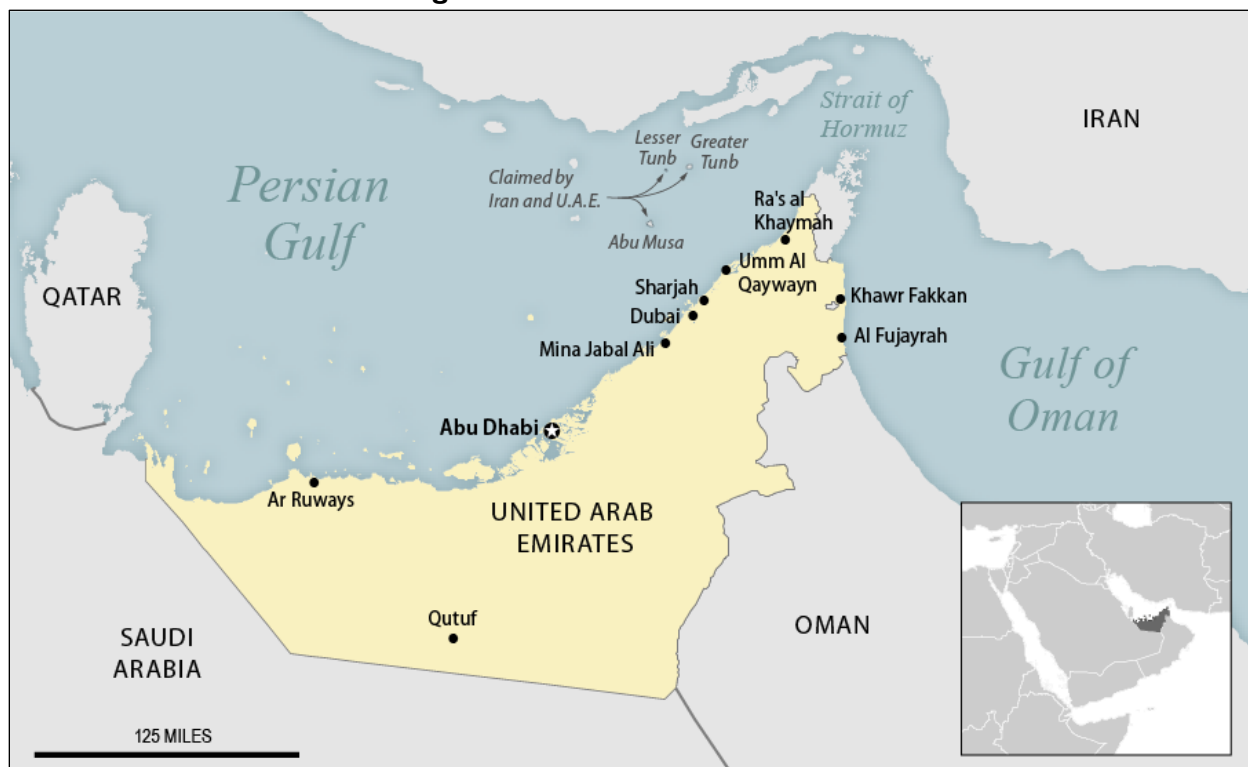 Strait of
Hormuz
IRAN
Lesser
Tunb
Greater
Tunb
Persian
Gulf
Claimed by
Iran and U.A.E.
Ra's al
Khaymah
Abu Musa
Umm Al
Qaywayn
QATAR
Sharjah
Khawr Fakkan
Dubai
Al Fujayrah
Mina Jabal Ali
Gulf of
Oman
Abu Dhabi
Ar Ruways
UNITED ARAB
EMIRATES
Qutuf
SAUDI
ARABIA
OMAN
125 MILES